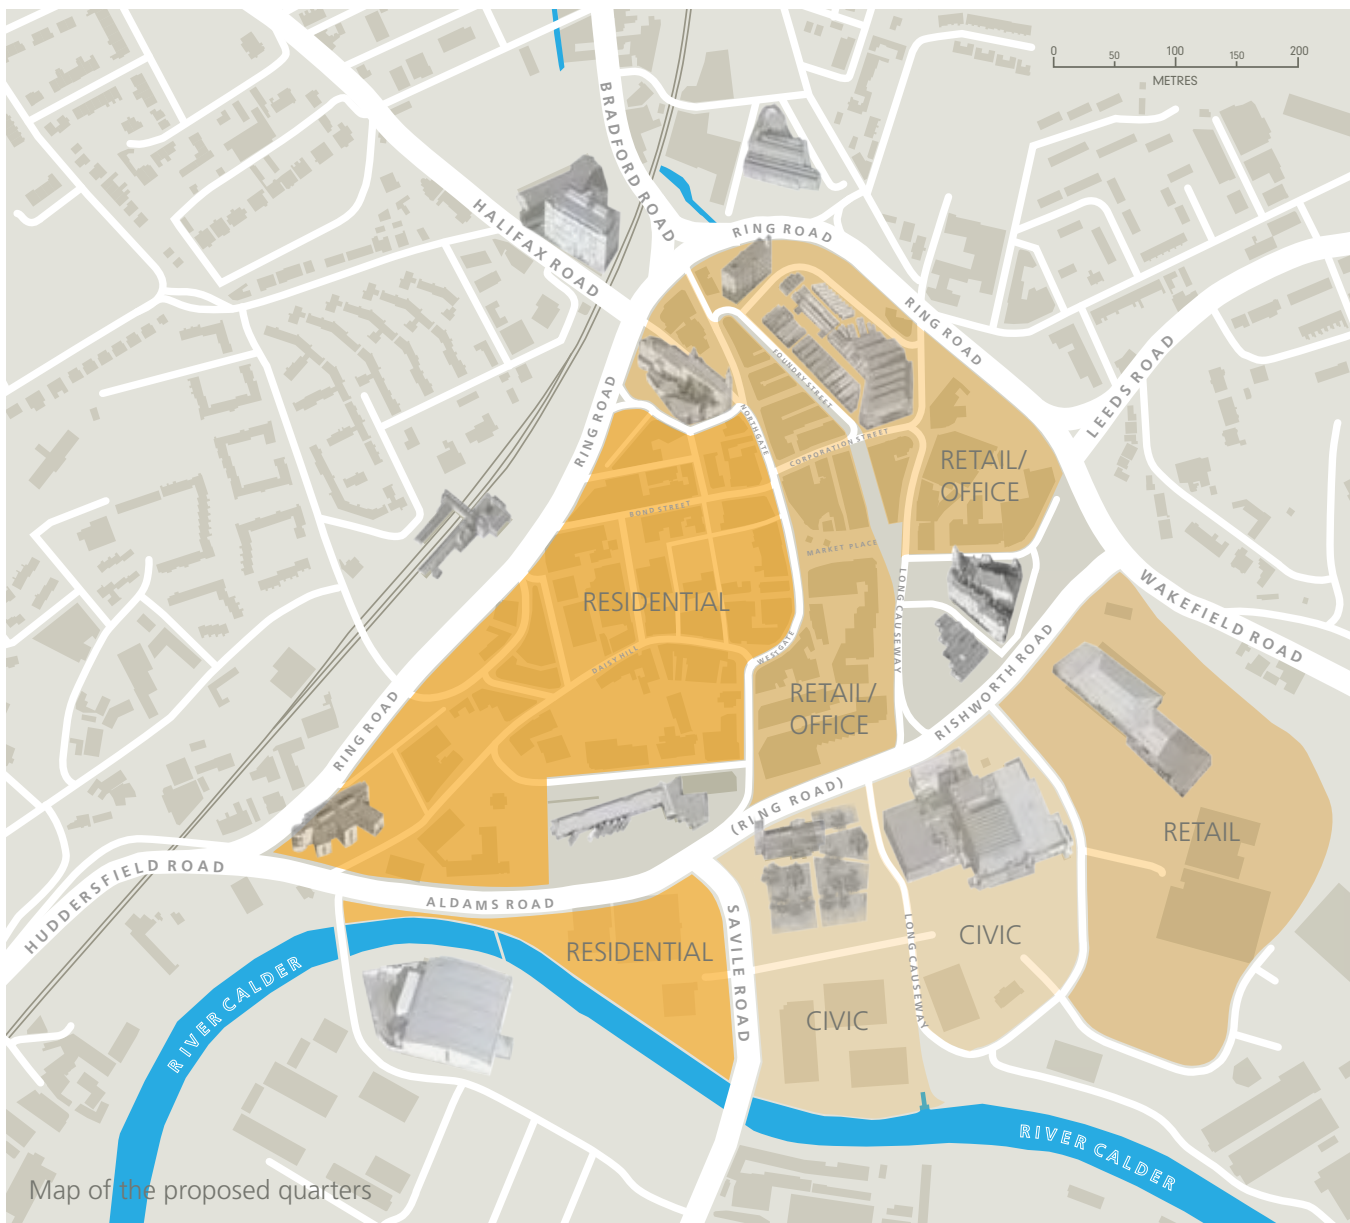 0 50 100 150 200
METRES
BRADFORD ROAD
HALIFAX ROAD
RING ROAD
RING ROAD
LEEDS ROAD
RING ROAD
FOUNDRY STREET
NORTHGATE
CORPORATION STREET
RETAIL/
OFFICE
BOND STREET
MARKET PLACE
LONG CAUSEWAY
WAKEFIELD ROAD
RESIDENTIAL
WESTGATE
DAISY HILL
RISHWORTH ROAD
RETAIL/
OFFICE
RING ROAD
(RING ROAD)
RETAIL
HUDDERSFIELD ROAD
ALDAMS ROAD
SAVILE ROAD
LONG CAUSEWAY
CIVIC
RESIDENTIAL
RIVER CALDER
CIVIC
RIVER CALDER
Map of the proposed quarters